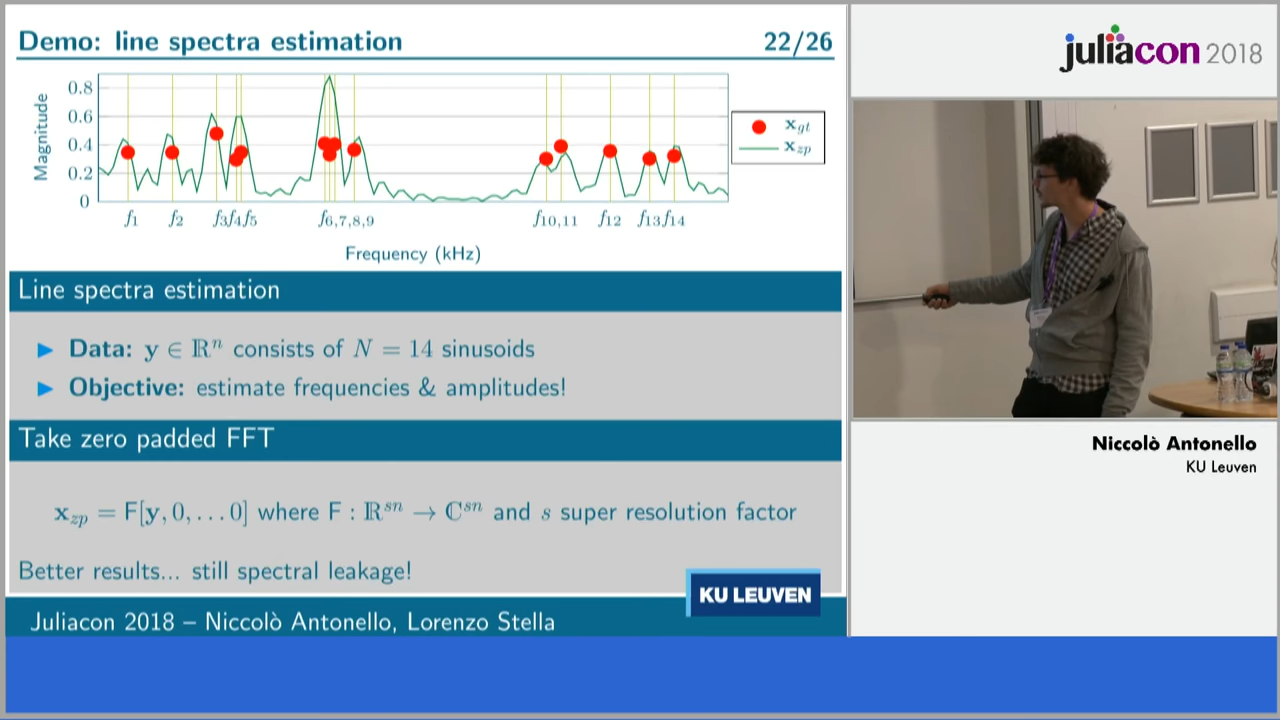 Demo: line spectra estimation 22/26
juliacon 2018
0.8
0.6
0.4
0.2
0
Magnitude
x_gt
x_zp
f1 f2 f3f4f5 f6,7,8,9 f10,11 f12 f13f14
Frequency (kHz)
Line spectra estimation
▶ Data: y ∈ ℝ^n consists of N = 14 sinusoids
▶ Objective: estimate frequencies & amplitudes!
Take zero padded FFT
x_zp = F[y, 0, … 0] where F : ℝ^sn → ℂ^sn and s super resolution factor
Better results... still spectral leakage!
KU LEUVEN
Juliacon 2018 – Niccolò Antonello, Lorenzo Stella
Niccolò Antonello
KU Leuven